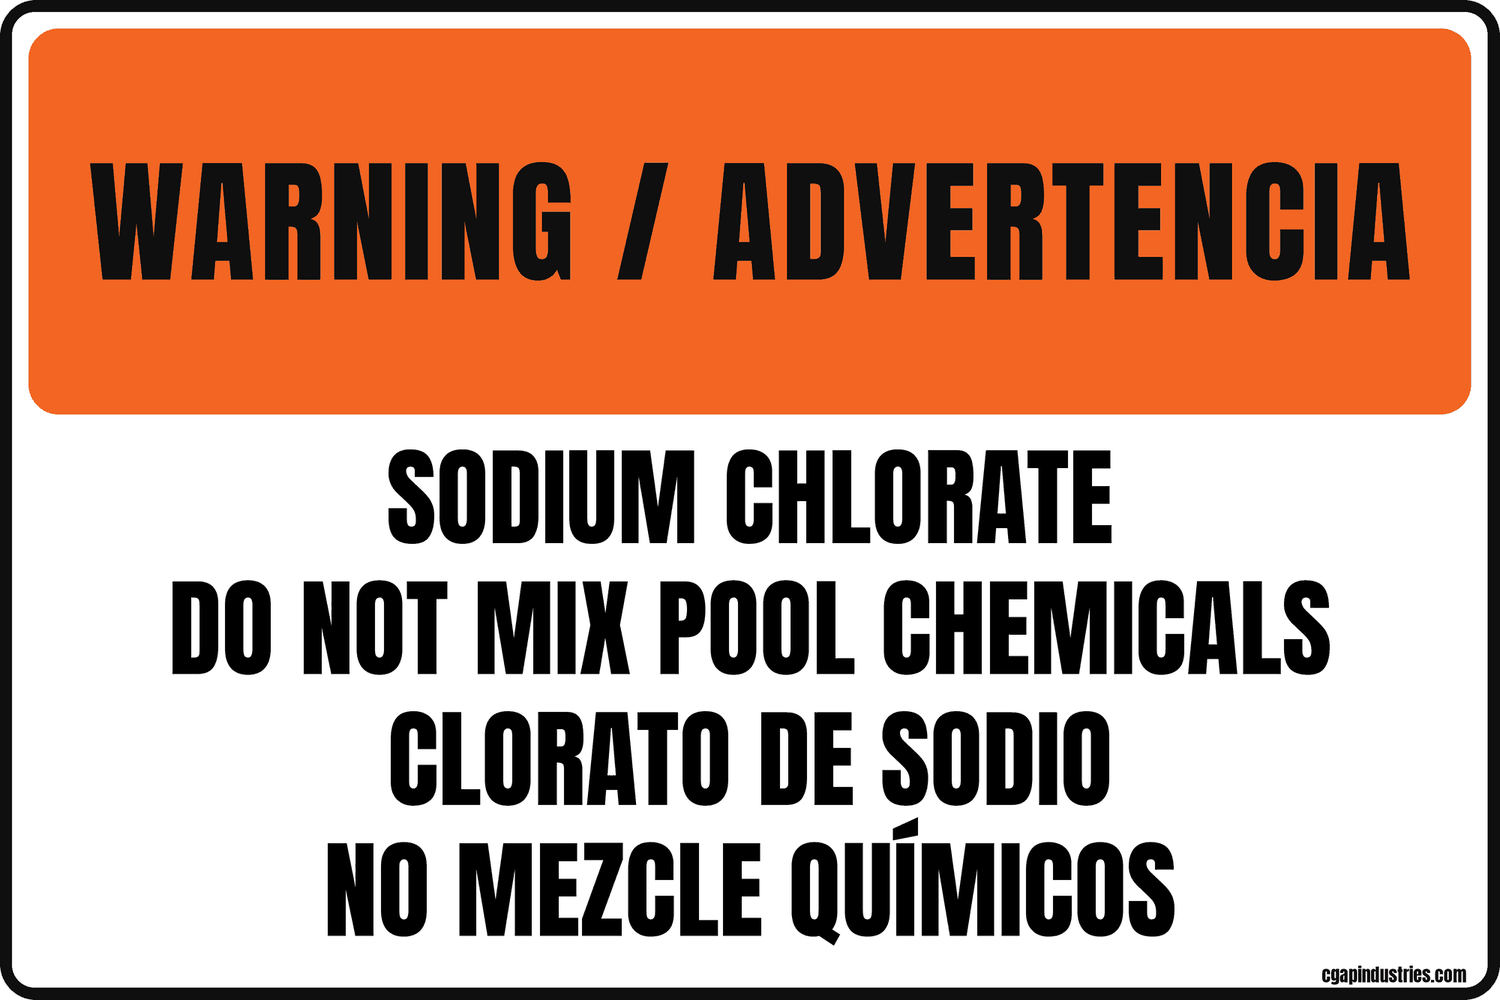 WARNING / ADVERTENCIA
SODIUM CHLORATE
DO NOT MIX POOL CHEMICALS
CLORATO DE SODIO
NO MEZCLE QUÍMICOS
cgapindustries.com